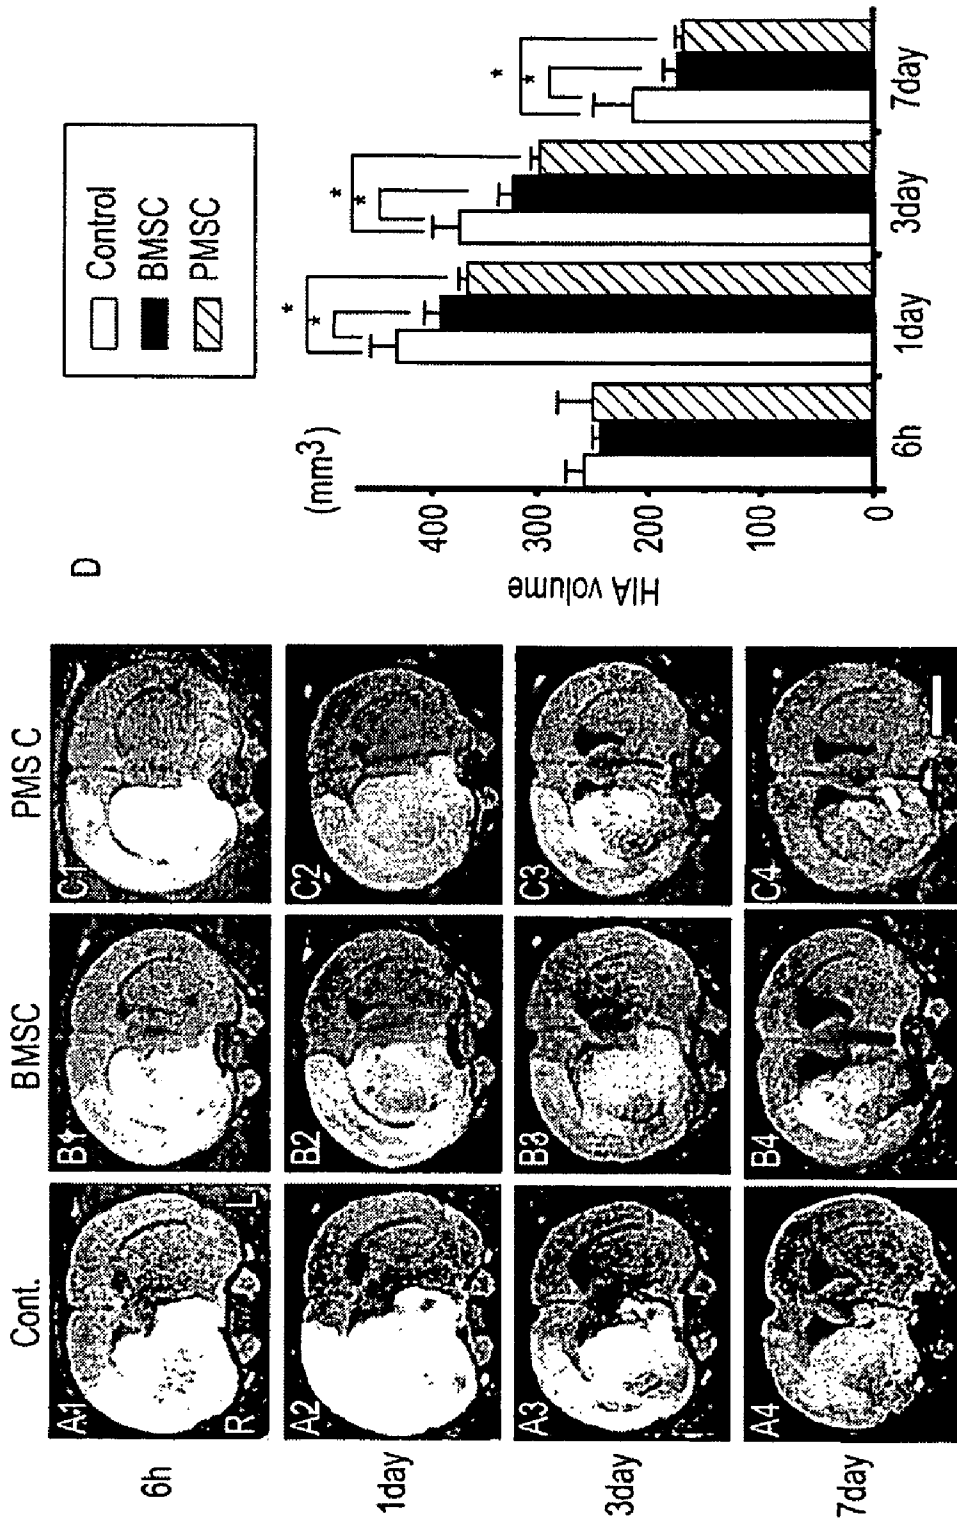 Cont.
BMSC
PMSC
6h
A1
R
L
B1
C1
1day
A2
B2
C2
3day
A3
B3
C3
7day
A4
B4
C4
D
Control
BMSC
PMSC
(mm3)
HIA volume
400
300
200
100
0
* *
* *
* *
6h
1day
3day
7day